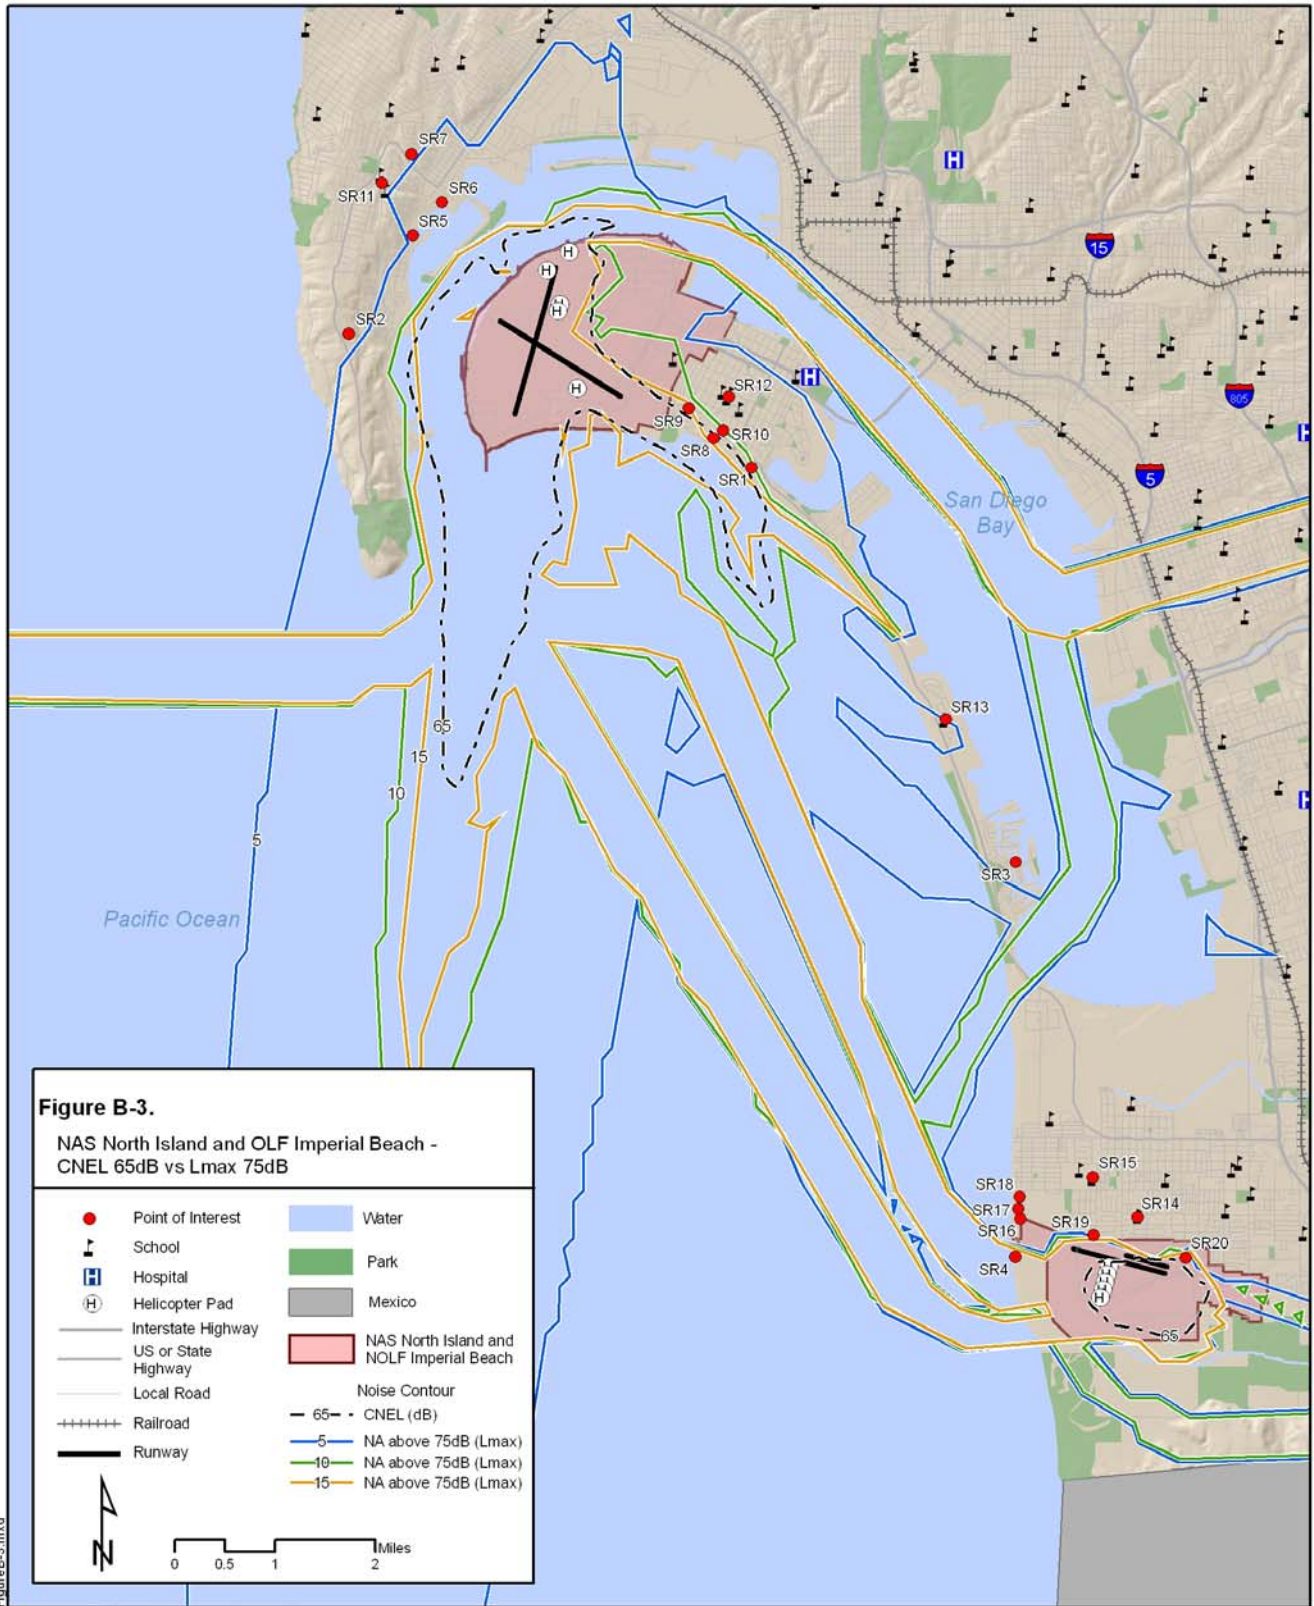 SR7
SR11
SR6
SR5
SR2
H
15
H
H
H
H
H
H
805
H
SR12
SR9
SR10
SR8
SR1
5
San Diego
Bay
SR13
65
15
10
5
H
SR3
Pacific Ocean
SR15
SR18
SR14
SR17
SR19
SR16
SR20
SR4
H
65
Figure B-3.
NAS North Island and OLF Imperial Beach -
CNEL 65dB vs Lmax 75dB
Point of Interest
School
H Hospital
H Helicopter Pad
Interstate Highway
US or State
Highway
Local Road
Railroad
Runway
Water
Park
Mexico
NAS North Island and
NOLF Imperial Beach
Noise Contour
65 CNEL (dB)
5 NA above 75dB (Lmax)
10 NA above 75dB (Lmax)
15 NA above 75dB (Lmax)
N
Miles
0 0.5 1 2